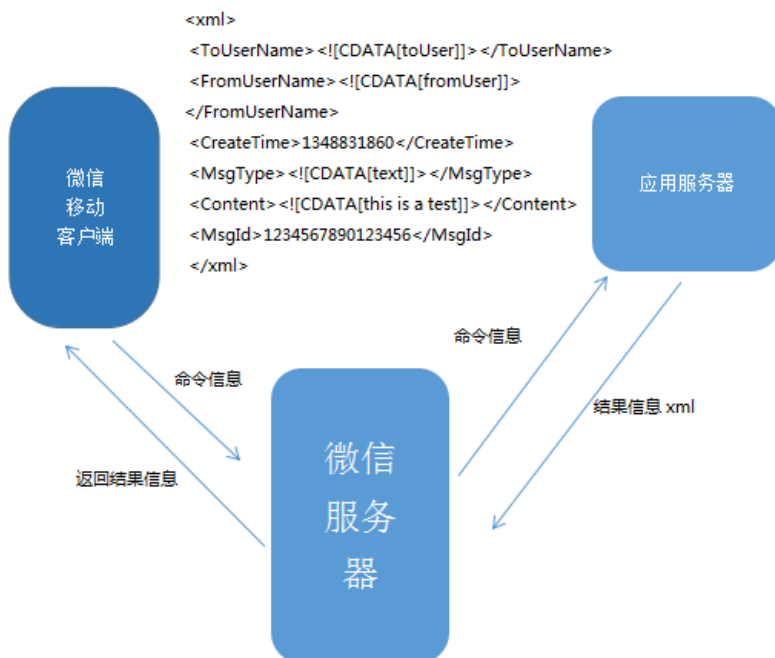 <xml>
<ToUserName><![CDATA[toUser]]></ToUserName>
<FromUserName><![CDATA[fromUser]]>
</FromUserName>
<CreateTime>1348831860</CreateTime>
<MsgType><![CDATA[text]]></MsgType>
<Content><![CDATA[this is a test]]></Content>
<MsgId>1234567890123456</MsgId>
</xml>
微信
移动
客户端
应用服务器
命令信息
命令信息
结果信息 xml
返回结果信息
微信
服务
器